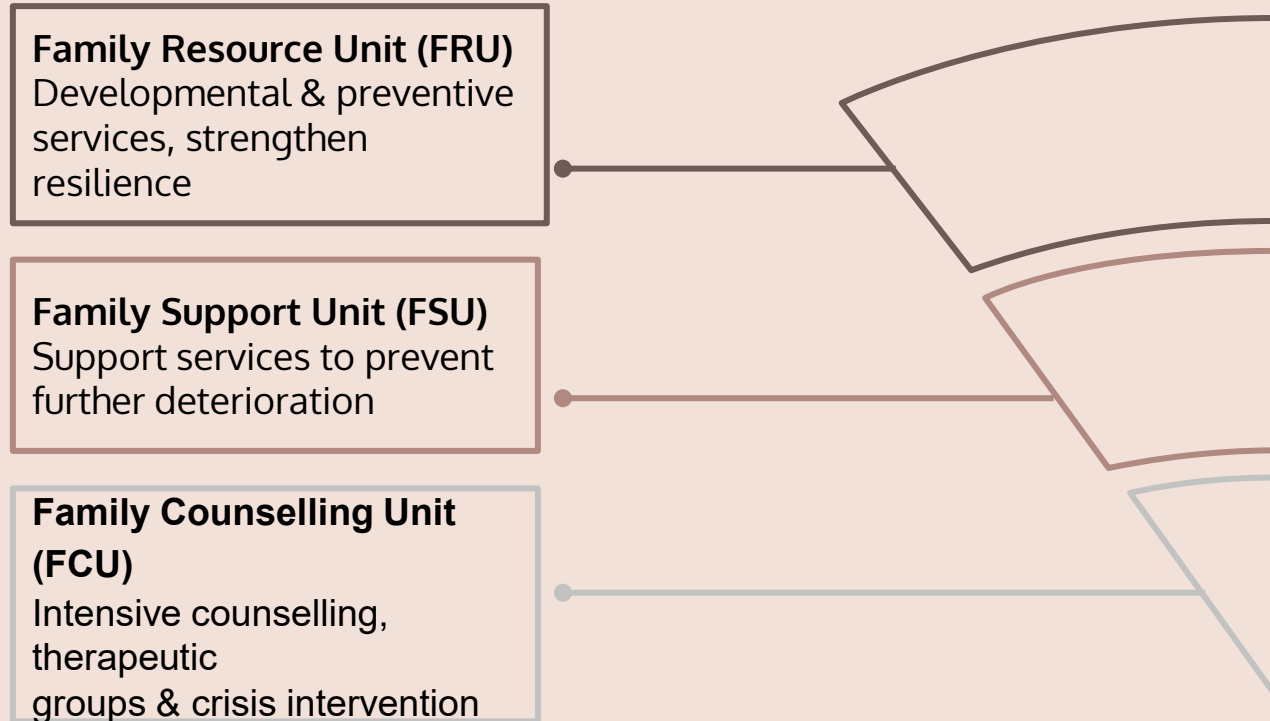 Family Resource Unit (FRU)
Developmental & preventive
services, strengthen
resilience
Family Support Unit (FSU)
Support services to prevent
further deterioration
Family Counselling Unit
(FCU)
Intensive counselling,
therapeutic
groups & crisis intervention